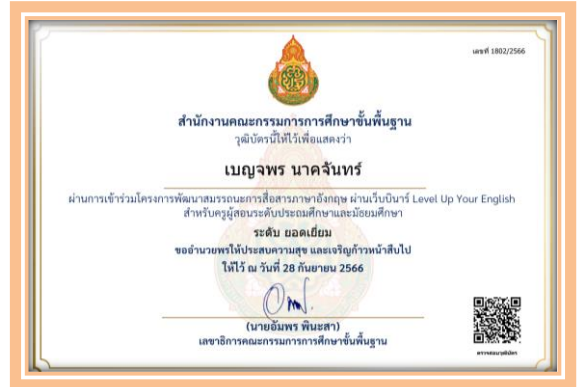 เลขที่ 1802/2566
สำนักงานคณะกรรมการการศึกษาขั้นพื้นฐาน
วุฒิบัตรนี้ให้ไว้เพื่อแสดงว่า
เบญจพร นาคจันทร์
ผ่านการเข้าร่วมโครงการพัฒนาสมรรถนะการสื่อสารภาษาอังกฤษ ผ่านเว็บบินาร์ Level Up Your English
สำหรับครูผู้สอนระดับประถมศึกษาและมัธยมศึกษา
ระดับ ยอดเยี่ยม
ขออำนวยพรให้ประสบความสุข และเจริญก้าวหน้าสืบไป
ให้ไว้ ณ วันที่ 28 กันยายน 2566
(นายอัมพร พินะสา)
เลขาธิการคณะกรรมการการศึกษาขั้นพื้นฐาน
ตรวจสอบวุฒิบัตร